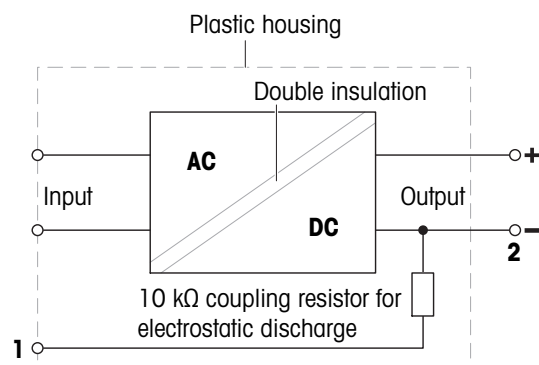 Plastic housing
Double insulation
AC
+
Input
Output
DC
–
2
10 kΩ coupling resistor for
electrostatic discharge
1